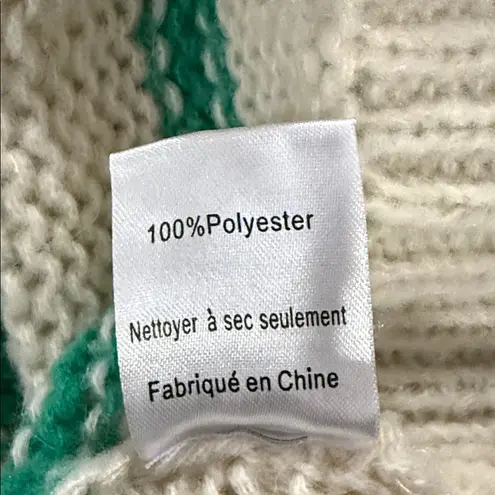 100%Polyester
Nettoyer à sec seulement
Fabriqué en Chine